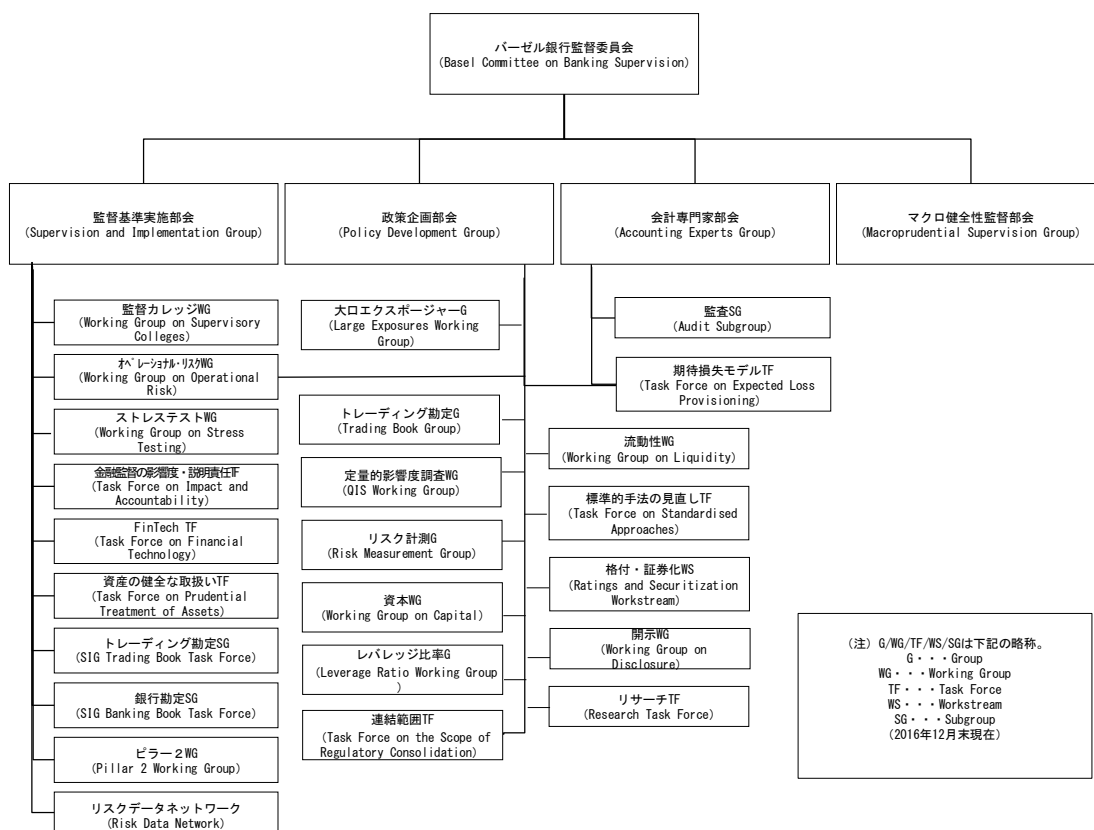 バーゼル銀行監督委員会
(Basel Committee on Banking Supervision)
監督基準実施部会
(Supervision and Implementation Group)
政策企画部会
(Policy Development Group)
会計専門家部会
(Accounting Experts Group)
マクロ健全性監督部会
(Macroprudential Supervision Group)
監督カレッジWG
(Working Group on Supervisory
Colleges)
オペレーショナル・リスクWG
(Working Group on Operational
Risk)
ストレステストWG
(Working Group on Stress
Testing)
金融監督の影響度・説明責任TF
(Task Force on Impact and
Accountability)
FinTech TF
(Task Force on Financial
Technology)
資産の健全な取扱いTF
(Task Force on Prudential
Treatment of Assets)
トレーディング勘定SG
(SIG Trading Book Task Force)
銀行勘定SG
(SIG Banking Book Task Force)
ピラー2WG
(Pillar 2 Working Group)
リスクデータネットワーク
(Risk Data Network)
大口エクスポージャーG
(Large Exposures Working
Group)
トレーディング勘定G
(Trading Book Group)
定量的影響度調査WG
(QIS Working Group)
リスク計測G
(Risk Measurement Group)
資本WG
(Working Group on Capital)
レバレッジ比率G
(Leverage Ratio Working Group
)
連結範囲TF
(Task Force on the Scope of
Regulatory Consolidation)
監査SG
(Audit Subgroup)
期待損失モデルTF
(Task Force on Expected Loss
Provisioning)
流動性WG
(Working Group on Liquidity)
標準的手法の見直しTF
(Task Force on Standardised
Approaches)
格付・証券化WS
(Ratings and Securitization
Workstream)
開示WG
(Working Group on
Disclosure)
リサーチTF
(Research Task Force)
(注) G/WG/TF/WS/SGは下記の略称。
G・・・Group
WG・・・Working Group
TF・・・Task Force
WS・・・Workstream
SG・・・Subgroup
(2016年12月末現在)